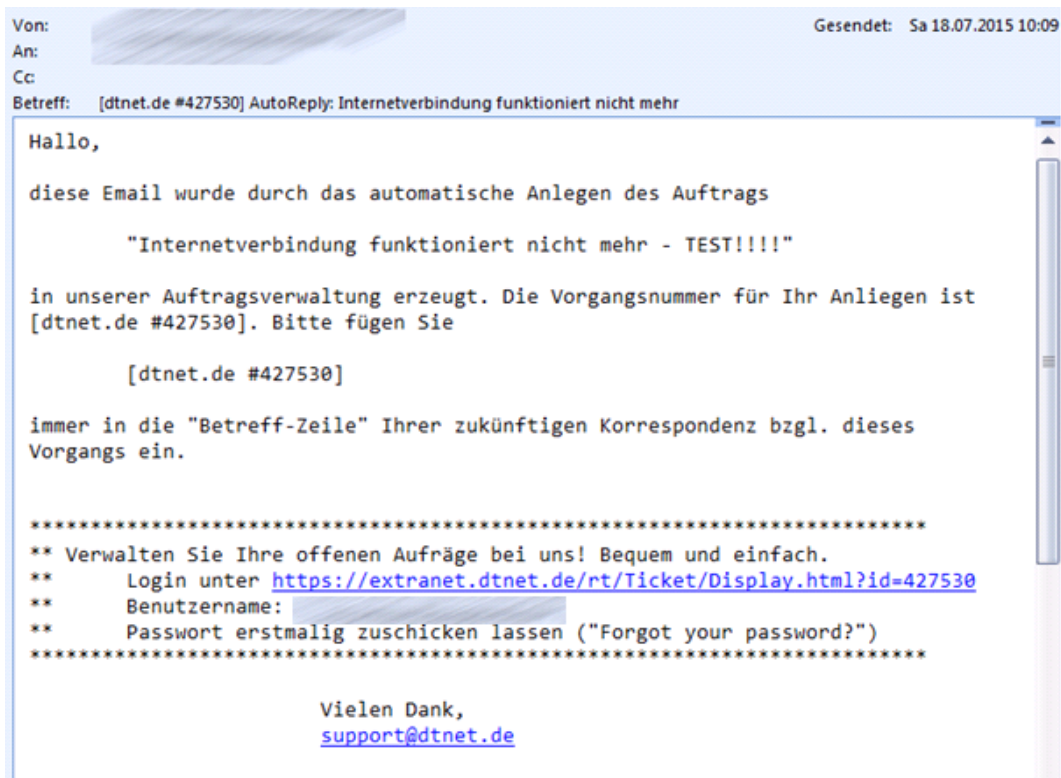 Von:
Gesendet: Sa 18.07.2015 10:09
An:
Cc:
Betreff: [dtnet.de #427530] AutoReply: Internetverbindung funktioniert nicht mehr
Hallo,
diese Email wurde durch das automatische Anlegen des Auftrags
"Internetverbindung funktioniert nicht mehr - TEST!!!!"
in unserer Auftragsverwaltung erzeugt. Die Vorgangsnummer für Ihr Anliegen ist
[dtnet.de #427530]. Bitte fügen Sie
[dtnet.de #427530]
immer in die "Betreff-Zeile" Ihrer zukünftigen Korrespondenz bzgl. dieses
Vorgangs ein.
**************************************************************************
** Verwalten Sie Ihre offenen Aufräge bei uns! Bequem und einfach.
** Login unter https://extranet.dtnet.de/rt/Ticket/Display.html?id=427530
** Benutzername:
** Passwort erstmalig zuschicken lassen ("Forgot your password?")
**************************************************************************
Vielen Dank,
support@dtnet.de